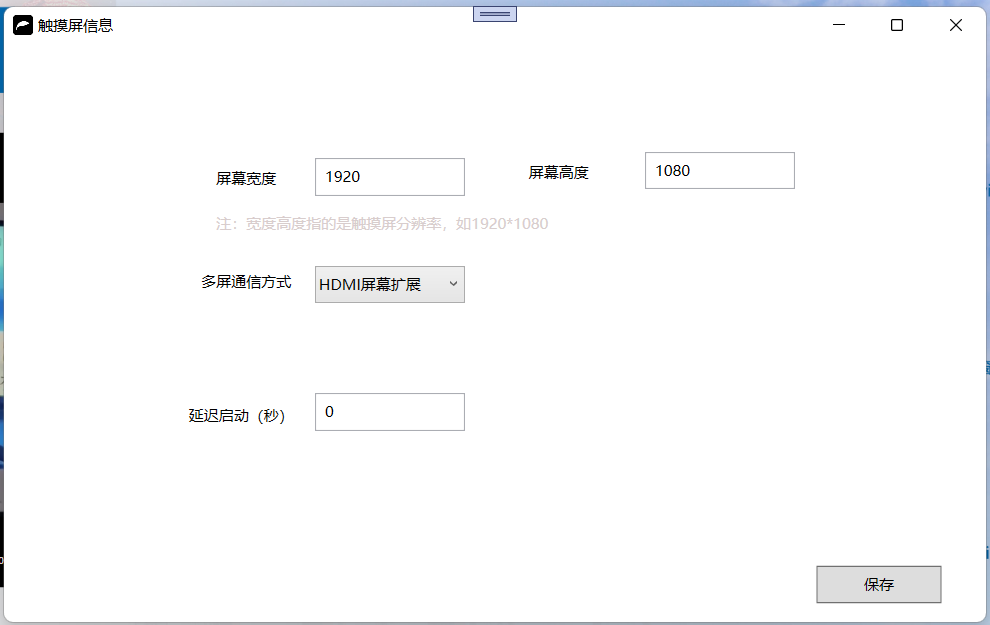 触摸屏信息
屏幕宽度 1920 屏幕高度 1080
注：宽度高度指的是触摸屏分辨率，如1920*1080
多屏通信方式 HDMI屏幕扩展
延迟启动（秒） 0
保存